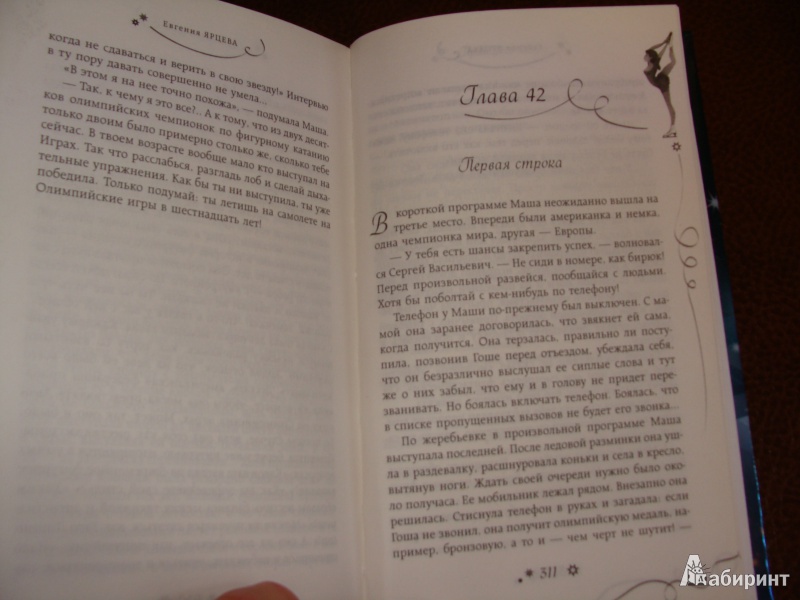 Евгения ЯРЦЕВА
когда не сдаваться и верить в свою звезду!» Интервью
в ту пору давать совершенно не умела...
«В этом я на нее точно похожа», — подумала Маша.
— Так, к чему я это все?.. А к тому, что из двух десят-
ков олимпийских чемпионок по фигурному катанию
только двоим было примерно столько же, сколько тебе
сейчас. В твоем возрасте вообще мало кто выступал на
Играх. Так что расслабься, разгладь лоб и сделай дыха-
тельные упражнения. Как бы ты ни выступила, ты уже
победила. Только подумай: ты летишь на самолете на
Олимпийские игры в шестнадцать лет!
Глава 42
Первая строка
В короткой программе Маша неожиданно вышла на
третье место. Впереди были американка и немка,
одна чемпионка мира, другая — Европы.
— У тебя есть шансы закрепить успех, — волновал-
ся Сергей Васильевич. — Не сиди в номере, как бирюк!
Перед произвольной развейся, пообщайся с людьми.
Хотя бы поболтай с кем-нибудь по телефону!
Телефон у Маши по-прежнему был выключен. С ма-
мой она заранее договорилась, что звякнет ей сама,
когда получится. Она терзалась, правильно ли посту-
пила, позвонив Гоше перед отъездом, убеждала себя,
что он безразлично выслушал ее сиплые слова и тут
же о них забыл, что ему и в голову не придет пере-
званивать. Но боялась включать телефон. Боялась, что
в списке пропущенных вызовов не будет его звонка...
По жеребьевке в произвольной программе Маша
выступала последней. После ледовой разминки она уш-
ла в раздевалку, расшнуровала коньки и села в кресло,
вытянув ноги. Ждать своей очереди нужно было око-
ло получаса. Ее мобильник лежал рядом. Внезапно она
решилась. Стиснула телефон в руках и загадала: если
Гоша не звонил, она получит олимпийскую медаль, на-
пример, бронзовую, а то и — чем черт не шутит! —
311
Лабиринт